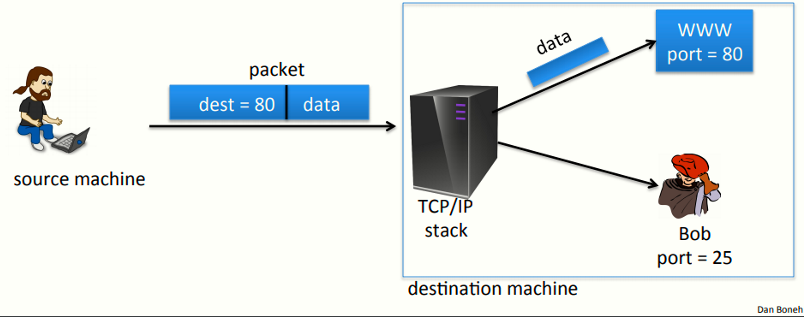 source machine
packet
dest = 80
data
data
WWW
port = 80
TCP/IP
stack
Bob
port = 25
destination machine
Dan Boneh